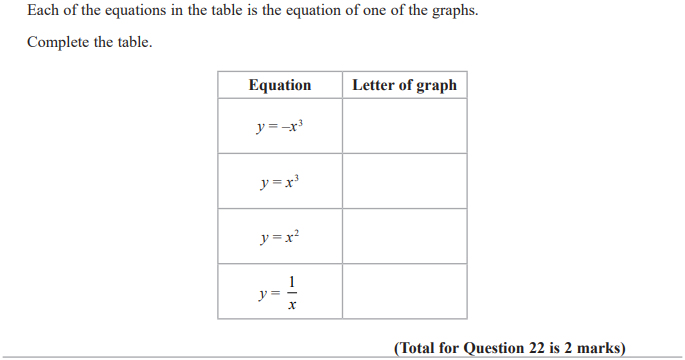 Each of the equations in the table is the equation of one of the graphs.
Complete the table.
Equation Letter of graph
y = –x³
y = x³
y = x²
y = 1/x
(Total for Question 22 is 2 marks)